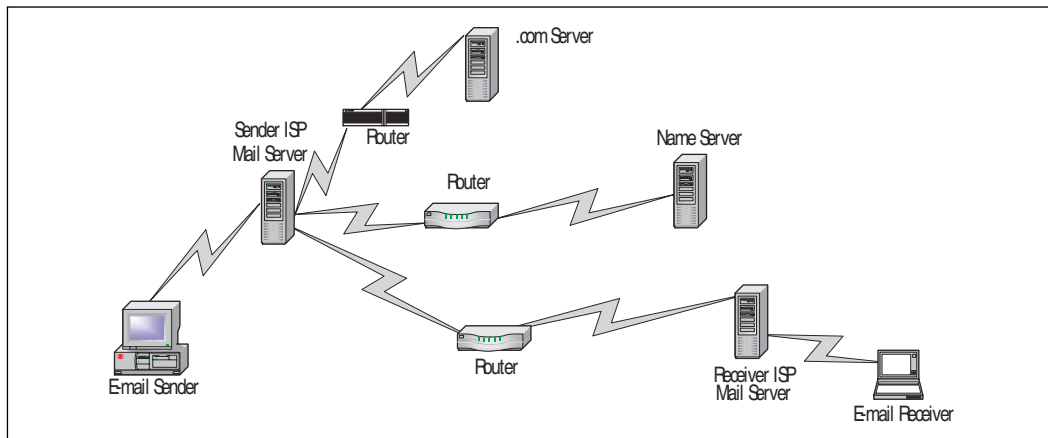 .com Server
Router
Sender ISP
Mail Server
Name Server
Router
Router
E-mail Sender
Receiver ISP
Mail Server
E-mail Receiver